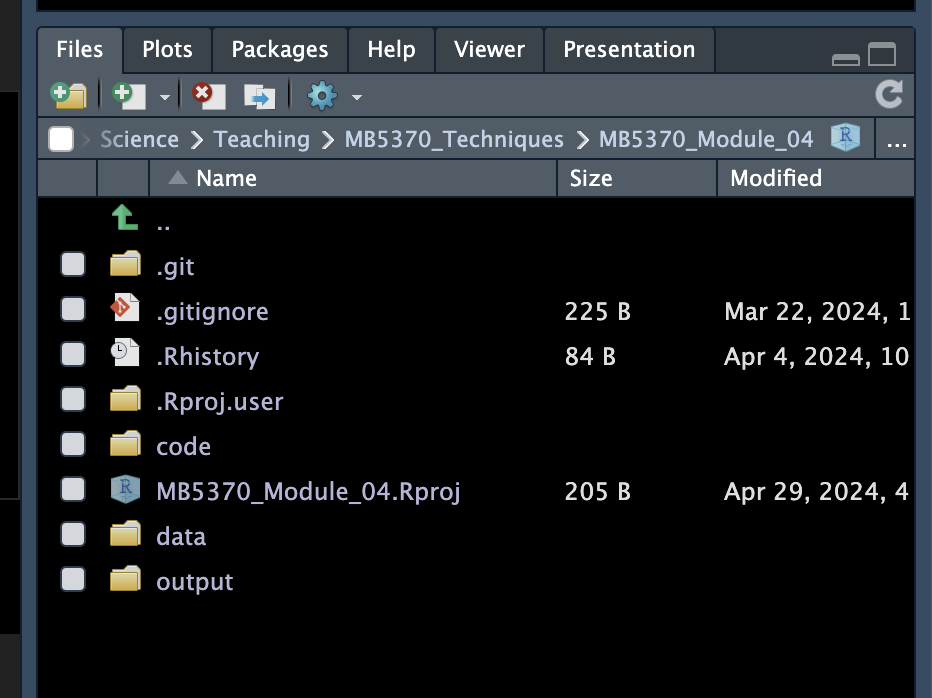 Files Plots Packages Help Viewer Presentation
Science Teaching MB5370_Techniques MB5370_Module_04 R ...
Name Size Modified
..
.git
.gitignore 225 B Mar 22, 2024, 1
.Rhistory 84 B Apr 4, 2024, 10
.Rproj.user
code
R MB5370_Module_04.Rproj 205 B Apr 29, 2024, 4
data
output